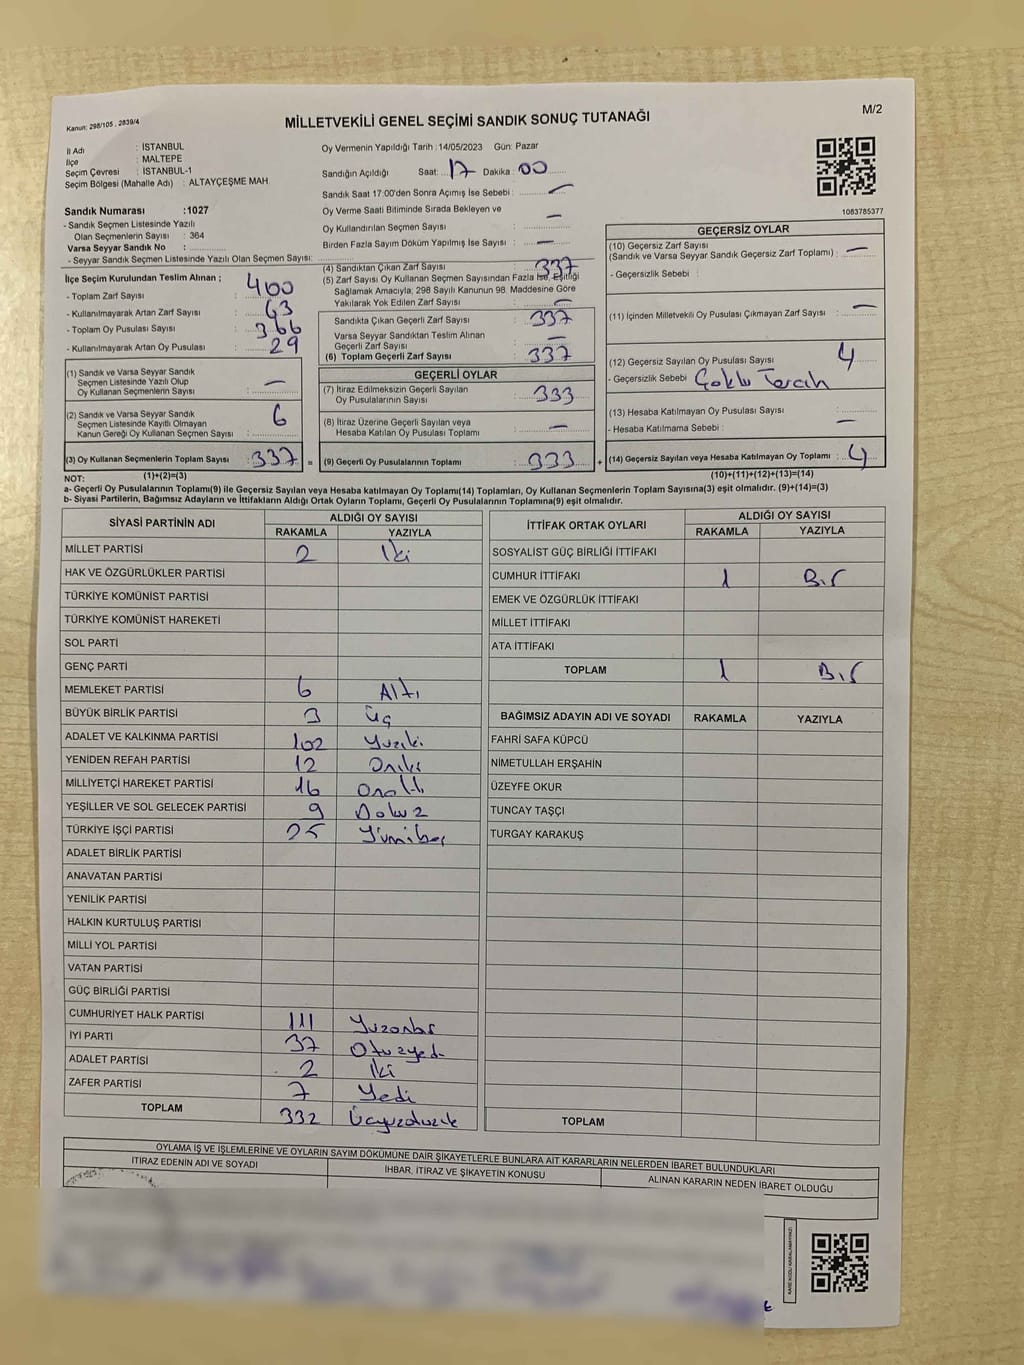 Kanun: 298/105 , 2839/4
M/2
MİLLETVEKİLİ GENEL SEÇİMİ SANDIK SONUÇ TUTANAĞI
İl Adı : İSTANBUL
İlçe : MALTEPE
Seçim Çevresi : İSTANBUL-1
Seçim Bölgesi (Mahalle Adı) : ALTAYÇEŞME MAH.
Oy Vermenin Yapıldığı Tarih :14/05/2023 Gün: Pazar
Sandığın Açıldığı Saat: 17 Dakika: 00
Sandık Saat 17:00'den Sonra Açımış İse Sebebi : —
Oy Verme Saati Bitiminde Sırada Bekleyen ve
Oy Kullandırılan Seçmen Sayısı : —
Birden Fazla Sayım Döküm Yapılmış İse Sayısı : —
1083785377
Sandık Numarası :1027
- Sandık Seçmen Listesinde Yazılı
Olan Seçmenlerin Sayısı : 364
Varsa Seyyar Sandık No :
- Seyyar Sandık Seçmen Listesinde Yazılı Olan Seçmen Sayısı:
İlçe Seçim Kurulundan Teslim Alınan ;
- Toplam Zarf Sayısı : 400
- Kullanılmayarak Artan Zarf Sayısı : 63
- Toplam Oy Pusulası Sayısı : 366
- Kullanılmayarak Artan Oy Pusulası : 29
(1) Sandık ve Varsa Seyyar Sandık
Seçmen Listesinde Yazılı Olup
Oy Kullanan Seçmenlerin Sayısı : —
(2) Sandık ve Varsa Seyyar Sandık
Seçmen Listesinde Kayıtlı Olmayan
Kanun Gereği Oy Kullanan Seçmen Sayısı : 6
(3) Oy Kullanan Seçmenlerin Toplam Sayısı : 337
(1)+(2)=(3)
(4) Sandıktan Çıkan Zarf Sayısı : 337
(5) Zarf Sayısı Oy Kullanan Seçmen Sayısından Fazla İse, Eşitliği
Sağlamak Amacıyla, 298 Sayılı Kanunun 98. Maddesine Göre
Yakılarak Yok Edilen Zarf Sayısı : —
Sandıkta Çıkan Geçerli Zarf Sayısı : 337
Varsa Seyyar Sandıktan Teslim Alınan
Geçerli Zarf Sayısı : —
(6) Toplam Geçerli Zarf Sayısı : 337
GEÇERLİ OYLAR
(7) İtiraz Edilmeksizin Geçerli Sayılan
Oy Pusulalarının Sayısı : 333
(8) İtiraz Üzerine Geçerli Sayılan veya
Hesaba Katılan Oy Pusulası Toplamı : —
= (9) Geçerli Oy Pusulalarının Toplamı : 333
GEÇERSİZ OYLAR
(10) Geçersiz Zarf Sayısı
(Sandık ve Varsa Seyyar Sandık Geçersiz Zarf Toplamı) : —
- Geçersizlik Sebebi :
(11) İçinden Milletvekili Oy Pusulası Çıkmayan Zarf Sayısı : —
(12) Geçersiz Sayılan Oy Pusulası Sayısı : 4
- Geçersizlik Sebebi : Çoklu Tercih
(13) Hesaba Katılmayan Oy Pusulası Sayısı :
- Hesaba Katılmama Sebebi : —
+ (14) Geçersiz Sayılan veya Hesaba Katılmayan Oy Toplamı : 4
(10)+(11)+(12)+(13)=(14)
NOT:
a- Geçerli Oy Pusulalarının Toplamı(9) ile Geçersiz Sayılan veya Hesaba katılmayan Oy Toplamı(14) Toplamları, Oy Kullanan Seçmenlerin Toplam Sayısına(3) eşit olmalıdır. (9)+(14)=(3)
b- Siyasi Partilerin, Bağımsız Adayların ve İttifakların Aldığı Ortak Oyların Toplamı, Geçerli Oy Pusulalarının Toplamına(9) eşit olmalıdır.
SİYASİ PARTİNİN ADI ALDIĞI OY SAYISI
RAKAMLA YAZIYLA
MİLLET PARTİSİ 2 İki
HAK VE ÖZGÜRLÜKLER PARTİSİ
TÜRKİYE KOMÜNİST PARTISI
TÜRKİYE KOMÜNİST HAREKETİ
SOL PARTİ
GENÇ PARTİ
MEMLEKET PARTİSİ 6 Altı
BÜYÜK BİRLİK PARTİSİ 3 Üç
ADALET VE KALKINMA PARTİSİ 102 Yüziki
YENİDEN REFAH PARTİSİ 12 Oniki
MİLLİYETÇİ HAREKET PARTİSİ 16 Onaltı
YEŞİLLER VE SOL GELECEK PARTİSİ 9 Dokuz
TÜRKİYE İŞÇİ PARTİSİ 25 Yirmibeş
ADALET BİRLİK PARTİSİ
ANAVATAN PARTİSİ
YENİLİK PARTİSİ
HALKIN KURTULUŞ PARTİSİ
MİLLİ YOL PARTİSİ
VATAN PARTİSİ
GÜÇ BİRLİĞİ PARTİSİ
CUMHURİYET HALK PARTİSİ 111 Yüzonbir
İYİ PARTİ 37 Otuzyedi
ADALET PARTİSİ 2 İki
ZAFER PARTİSİ 7 Yedi
TOPLAM 332 Üçyüzotuziki
İTTİFAK ORTAK OYLARI ALDIĞI OY SAYISI
RAKAMLA YAZIYLA
SOSYALİST GÜÇ BİRLİĞİ İTTİFAKI
CUMHUR İTTİFAKI 1 Bir
EMEK VE ÖZGÜRLÜK İTTİFAKI
MİLLET İTTİFAKI
ATA İTTİFAKI
TOPLAM 1 Bir
BAĞIMSIZ ADAYIN ADI VE SOYADI RAKAMLA YAZIYLA
FAHRİ SAFA KÜPCÜ
NİMETULLAH ERŞAHİN
ÜZEYFE OKUR
TUNCAY TAŞÇI
TURGAY KARAKUŞ
TOPLAM
OYLAMA İŞ VE İŞLEMLERİNE VE OYLARIN SAYIM DÖKÜMÜNE DAİR ŞİKAYETLERLE BUNLARA AİT KARARLARIN NELERDEN İBARET BULUNDUKLARI
İTİRAZ EDENİN ADI VE SOYADI İHBAR, İTİRAZ VE ŞİKAYETİN KONUSU ALINAN KARARIN NEDEN İBARET OLDUĞU